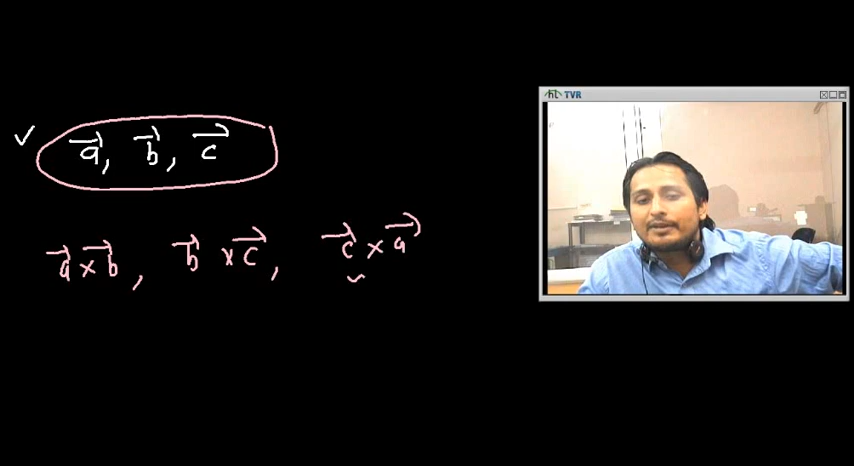 TVR
✓ a⃗, b⃗, c⃗
a⃗ × b⃗, b⃗ × c⃗, c⃗ × a⃗